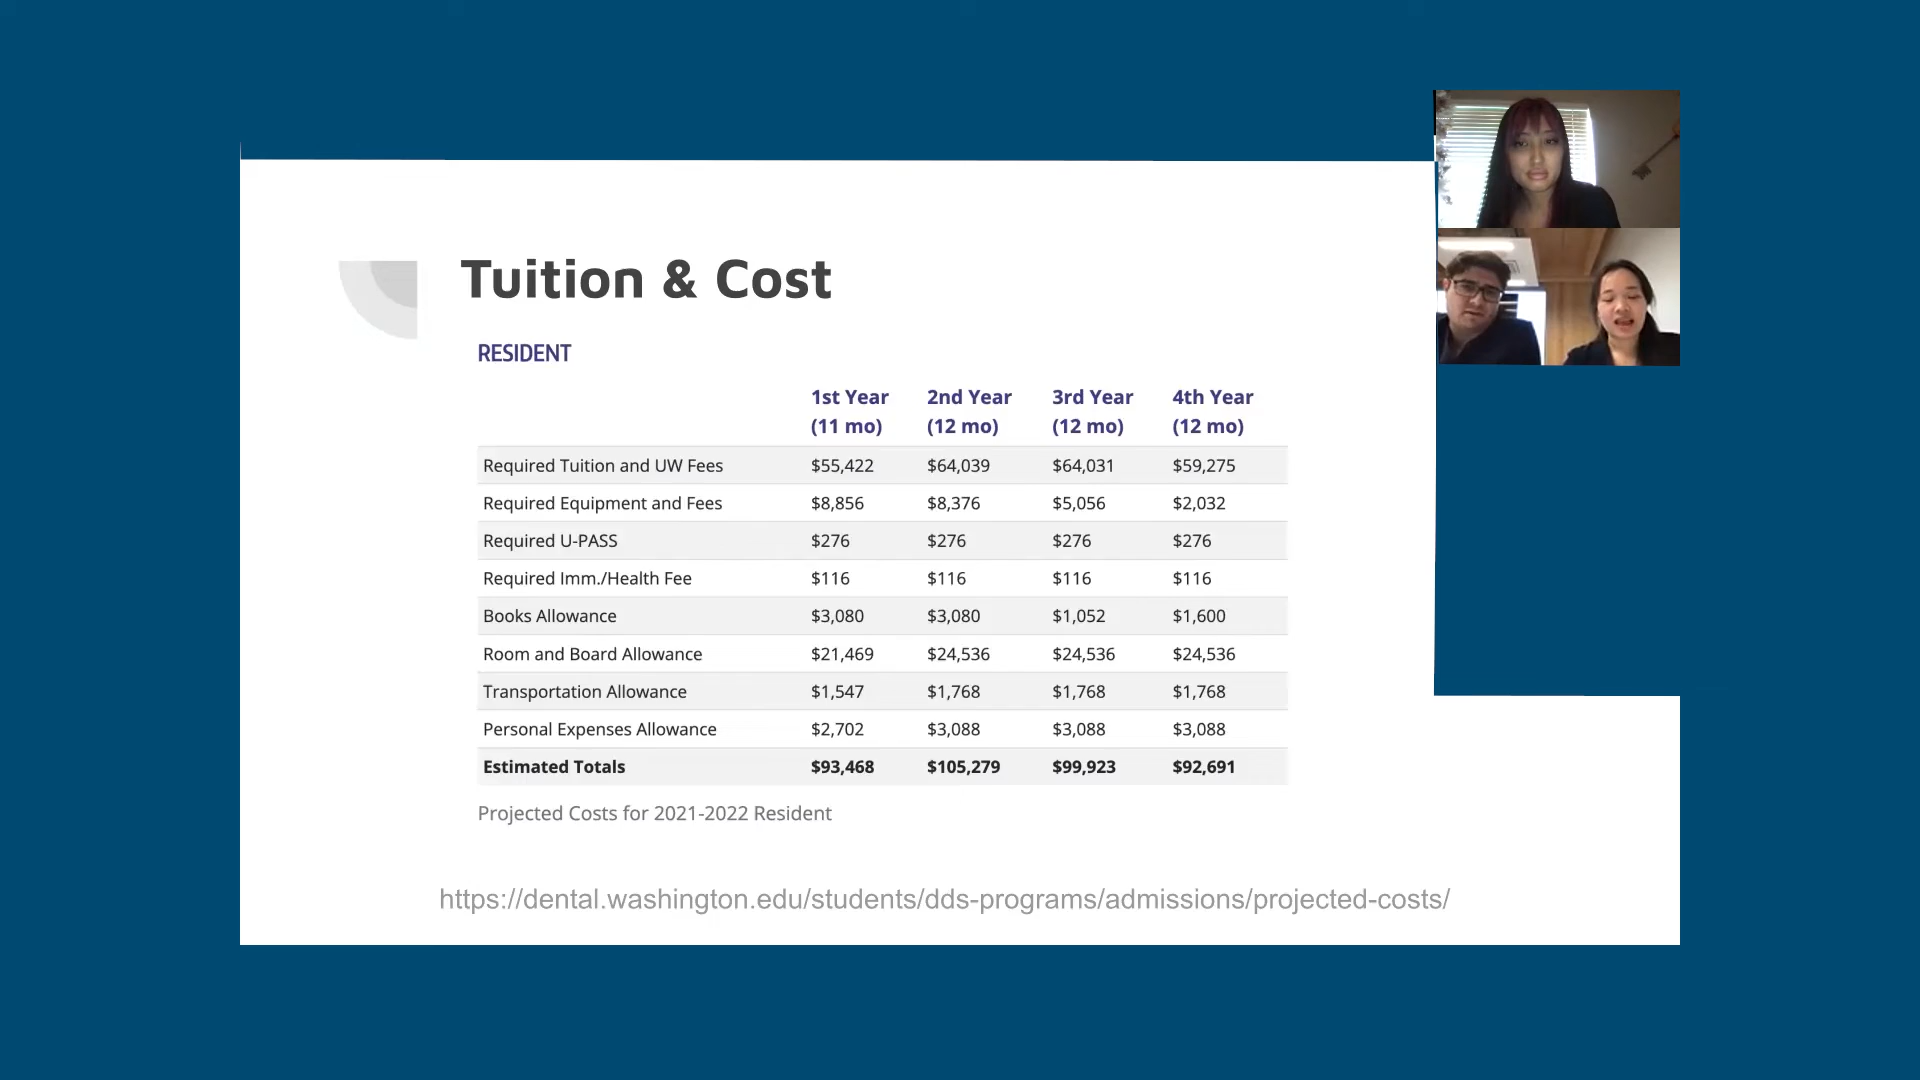 Tuition & Cost
RESIDENT
1st Year 2nd Year 3rd Year 4th Year
(11 mo) (12 mo) (12 mo) (12 mo)
Required Tuition and UW Fees $55,422 $64,039 $64,031 $59,275
Required Equipment and Fees $8,856 $8,376 $5,056 $2,032
Required U-PASS $276 $276 $276 $276
Required Imm./Health Fee $116 $116 $116 $116
Books Allowance $3,080 $3,080 $1,052 $1,600
Room and Board Allowance $21,469 $24,536 $24,536 $24,536
Transportation Allowance $1,547 $1,768 $1,768 $1,768
Personal Expenses Allowance $2,702 $3,088 $3,088 $3,088
Estimated Totals $93,468 $105,279 $99,923 $92,691
Projected Costs for 2021-2022 Resident
https://dental.washington.edu/students/dds-programs/admissions/projected-costs/